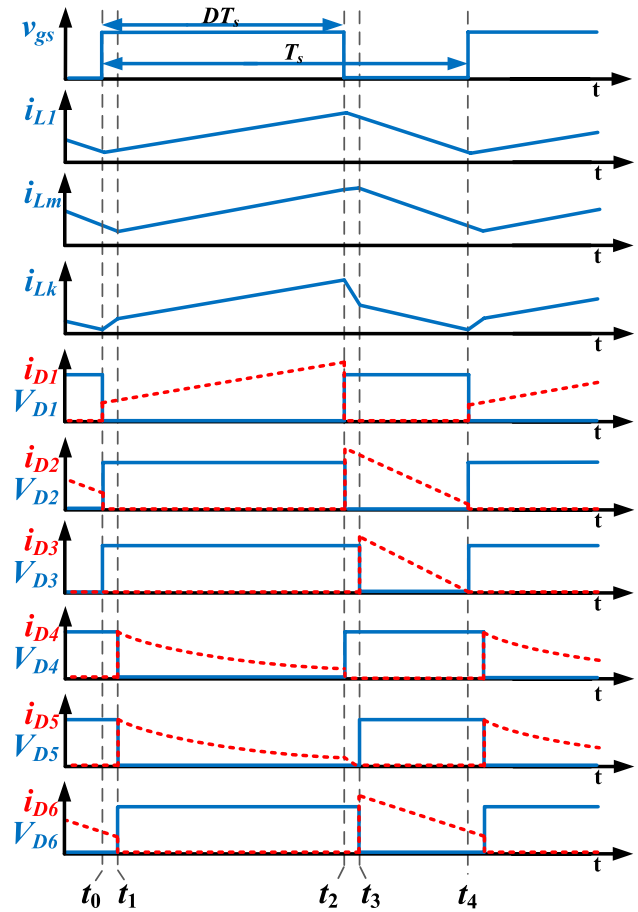 v_gs
DT_s
T_s
t
i_L1
t
i_Lm
t
i_Lk
t
i_D1
V_D1
t
i_D2
V_D2
t
i_D3
V_D3
t
i_D4
V_D4
t
i_D5
V_D5
t
i_D6
V_D6
t
t_0 t_1 t_2 t_3 t_4